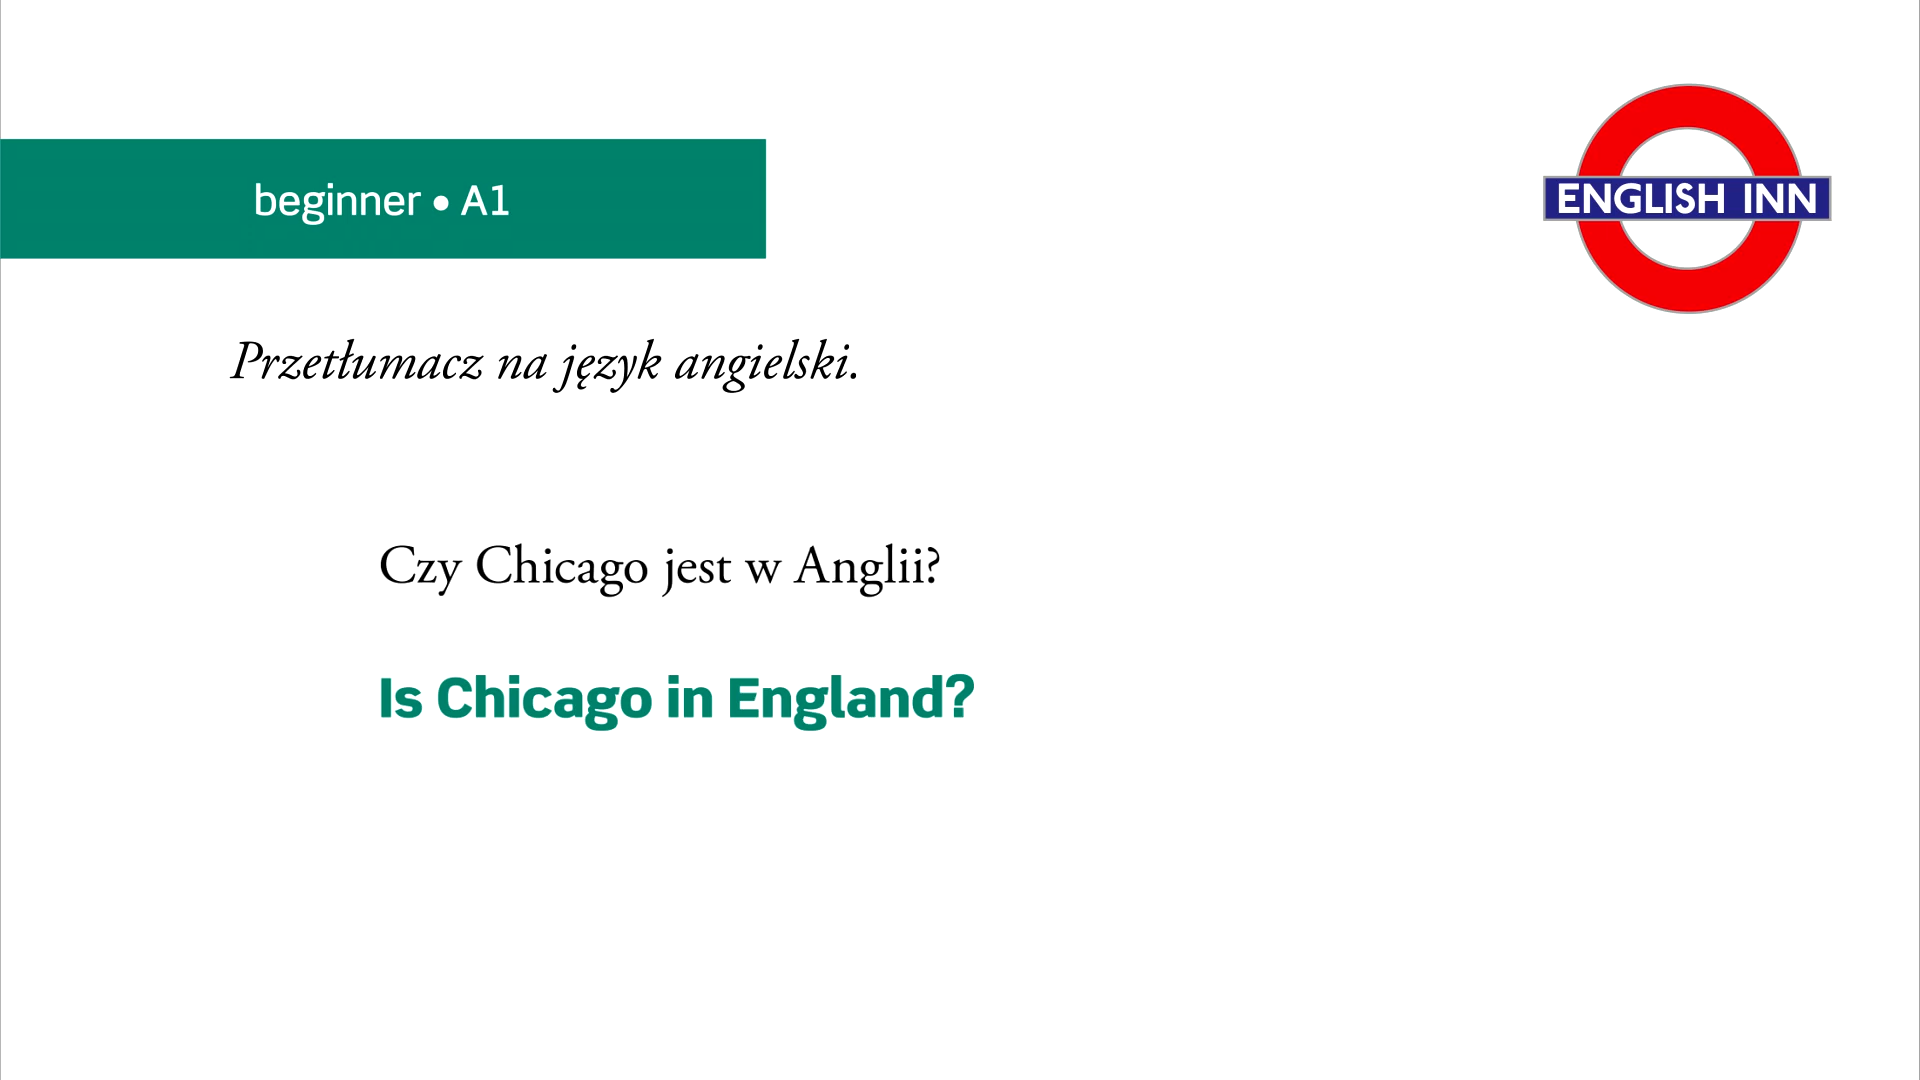 ENGLISH INN
beginner • A1
Przetłumacz na język angielski.
Czy Chicago jest w Anglii?
Is Chicago in England?